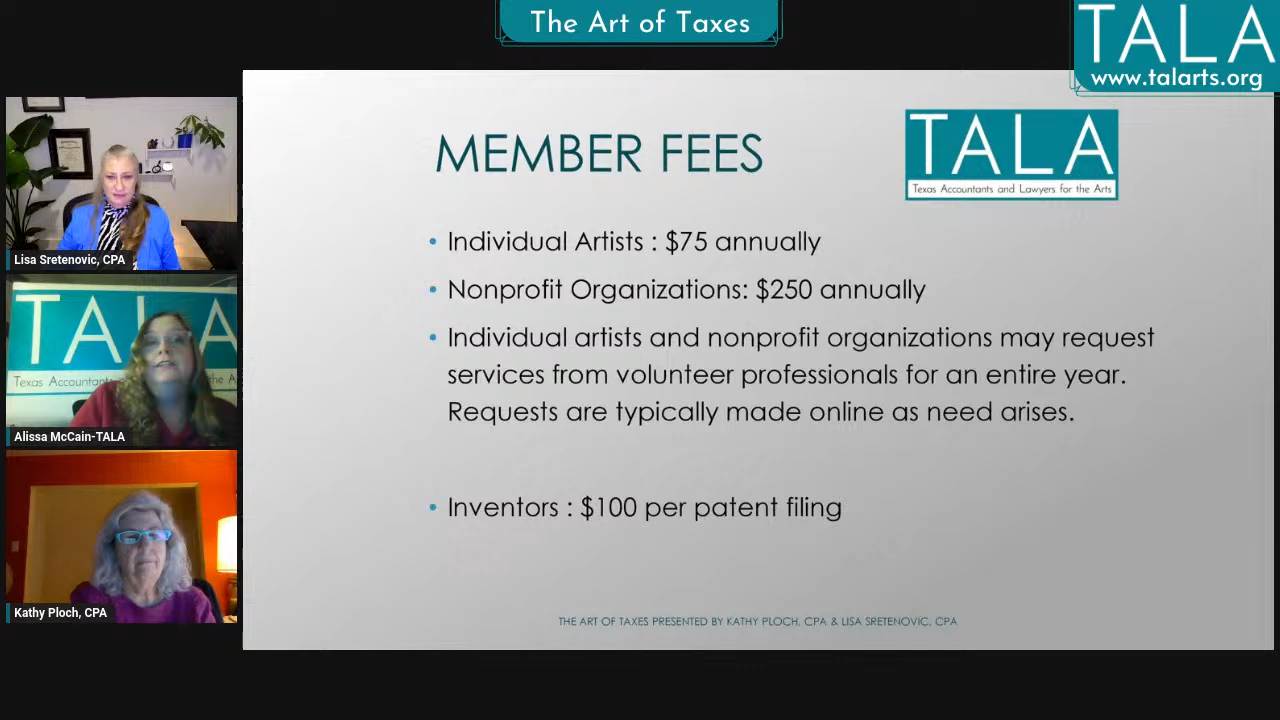 The Art of Taxes
TALA
www.talarts.org
MEMBER FEES
TALA
Texas Accountants and Lawyers for the Arts
• Individual Artists : $75 annually
• Nonprofit Organizations: $250 annually
• Individual artists and nonprofit organizations may request
services from volunteer professionals for an entire year.
Requests are typically made online as need arises.
• Inventors : $100 per patent filing
THE ART OF TAXES PRESENTED BY KATHY PLOCH, CPA & LISA SRETENOVIC, CPA
Lisa Sretenovic, CPA
TALA
Texas Accountants
the A
Alissa McCain-TALA
Kathy Ploch, CPA